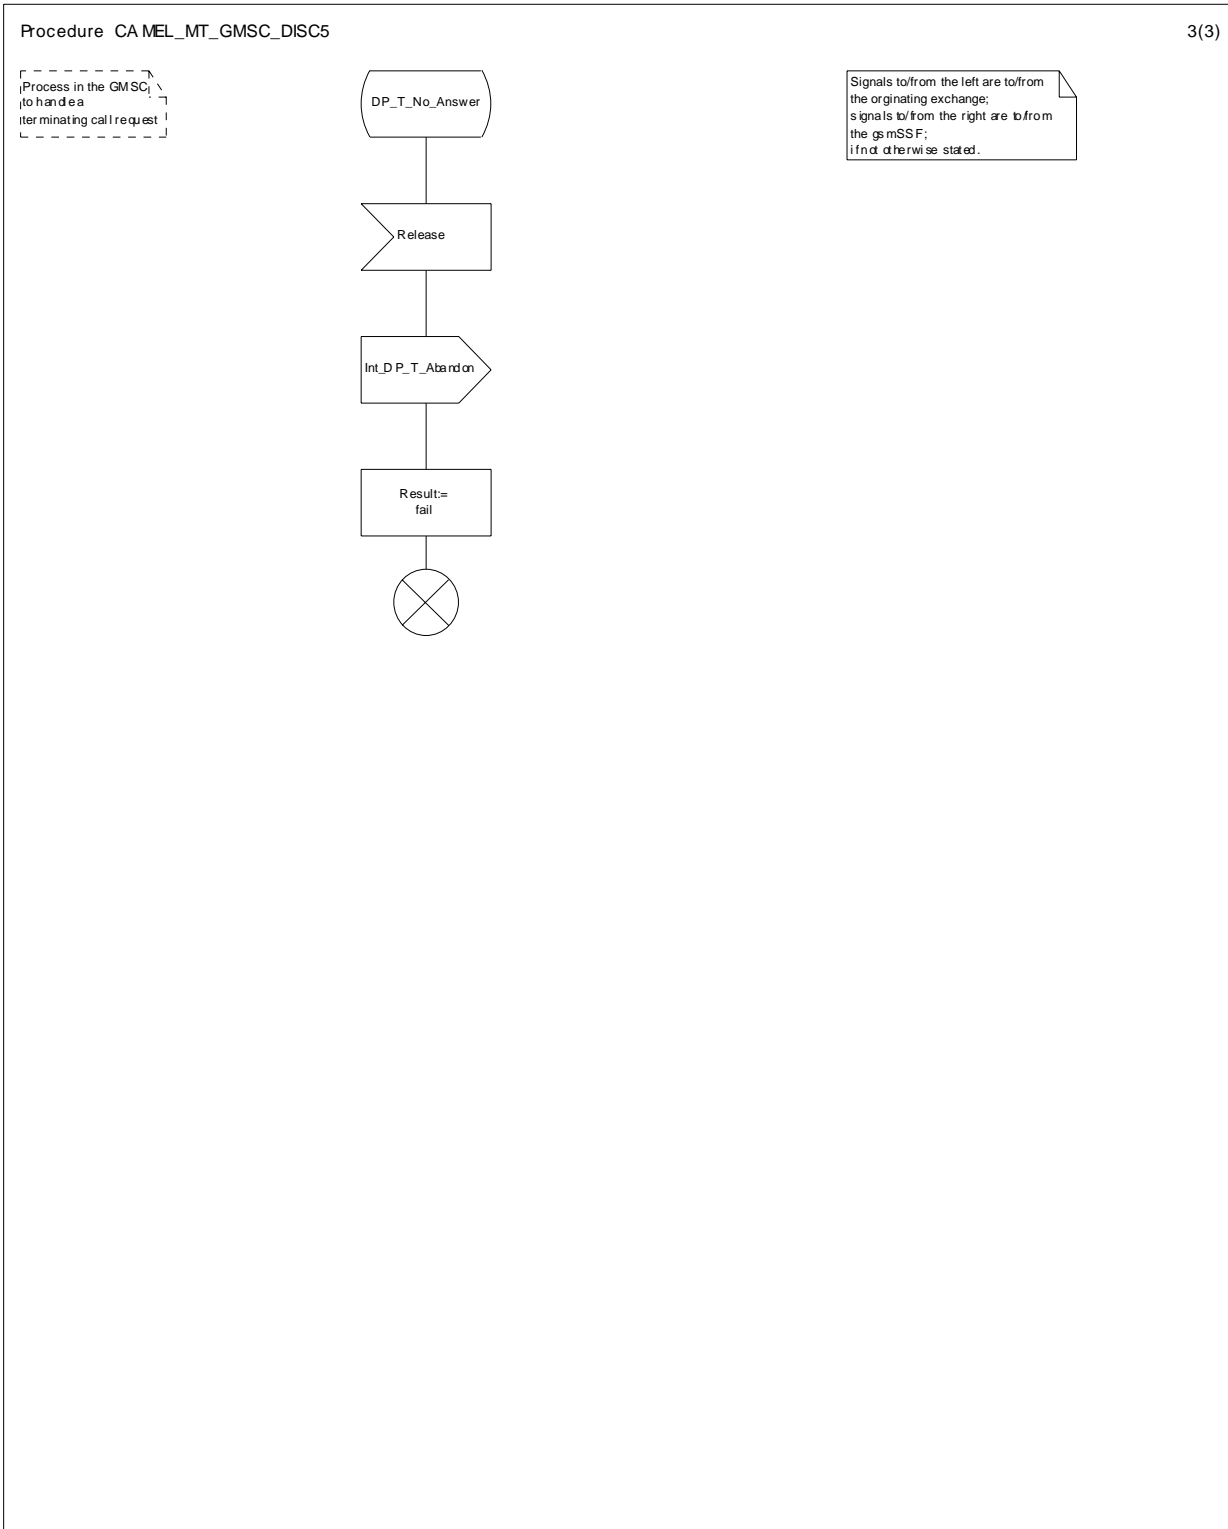 Procedure CAMEL_MT_GMSC_DISC5
3(3)
Process in the GMSC
to handle a
terminating call request
DP_T_No_Answer
Signals to/from the left are to/from
the orginating exchange;
signals to/from the right are to/from
the gsmSSF;
if not otherwise stated.
Release
Int_DP_T_Abandon
Result:=
fail